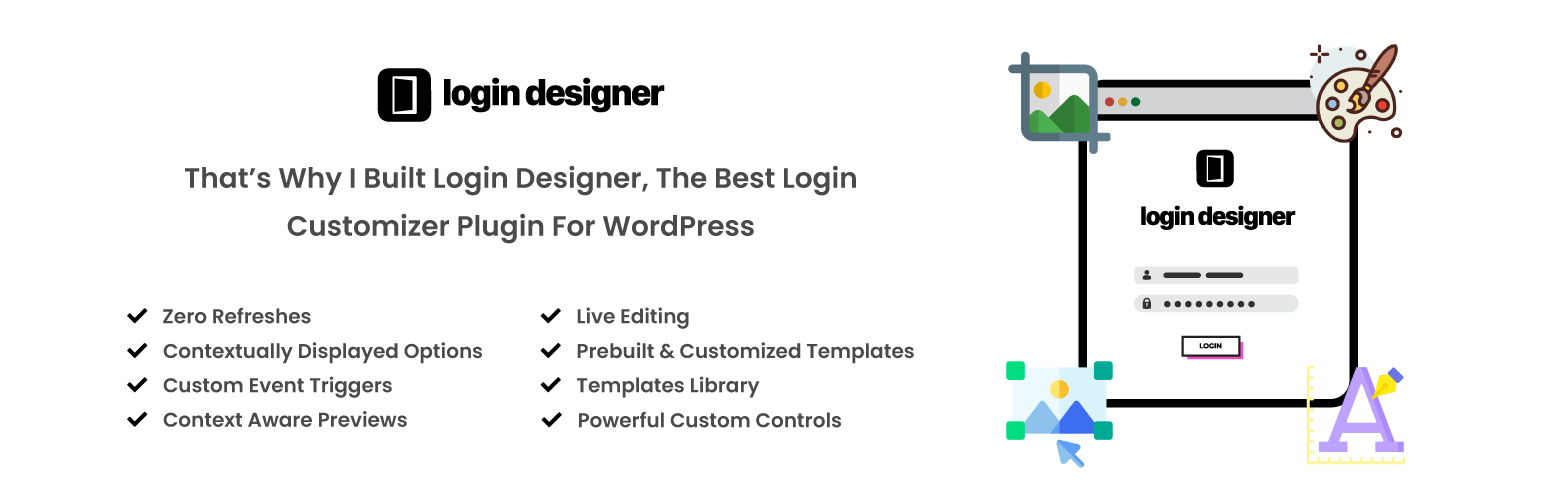 login designer
That's Why I Built Login Designer, The Best Login
Customizer Plugin For WordPress
Zero Refreshes
Contextually Displayed Options
Custom Event Triggers
Context Aware Previews
Live Editing
Prebuilt & Customized Templates
Templates Library
Powerful Custom Controls
login designer
LOGIN
A